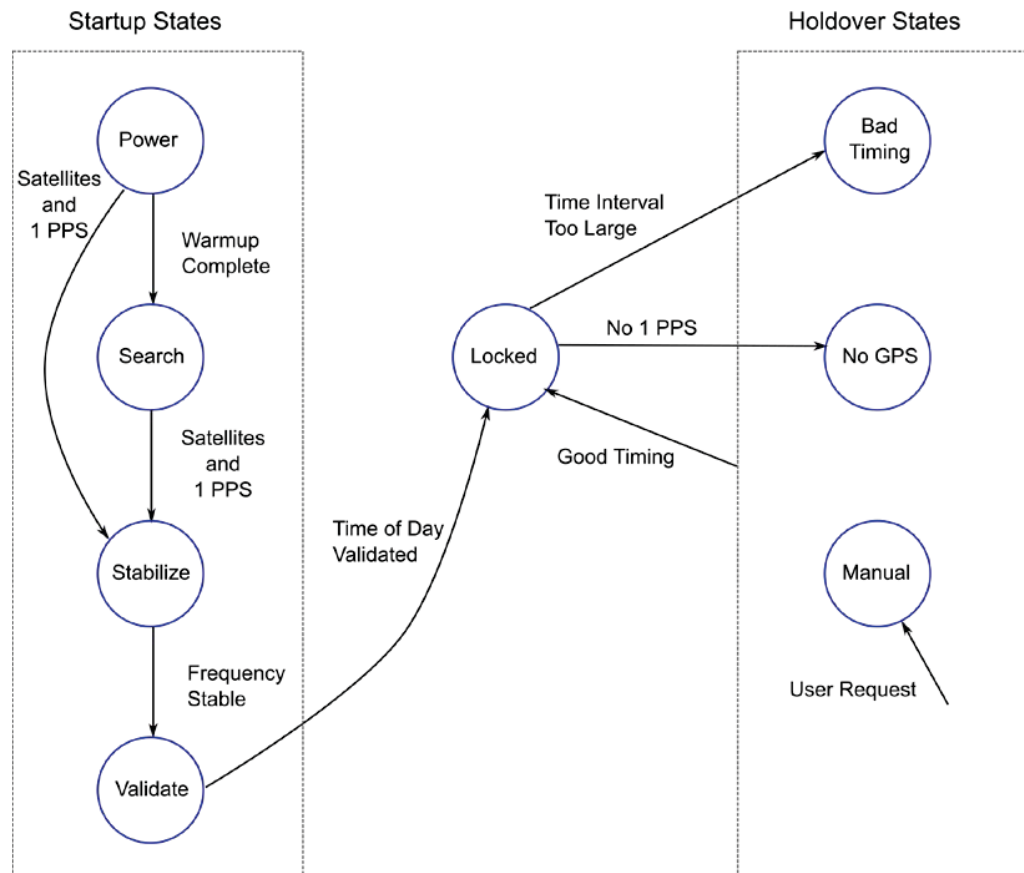 Startup States
Holdover States
Power
Satellites
and
1 PPS
Warmup
Complete
Search
Satellites
and
1 PPS
Stabilize
Frequency
Stable
Validate
Time of Day
Validated
Locked
Time Interval
Too Large
No 1 PPS
Good Timing
Bad
Timing
No GPS
Manual
User Request